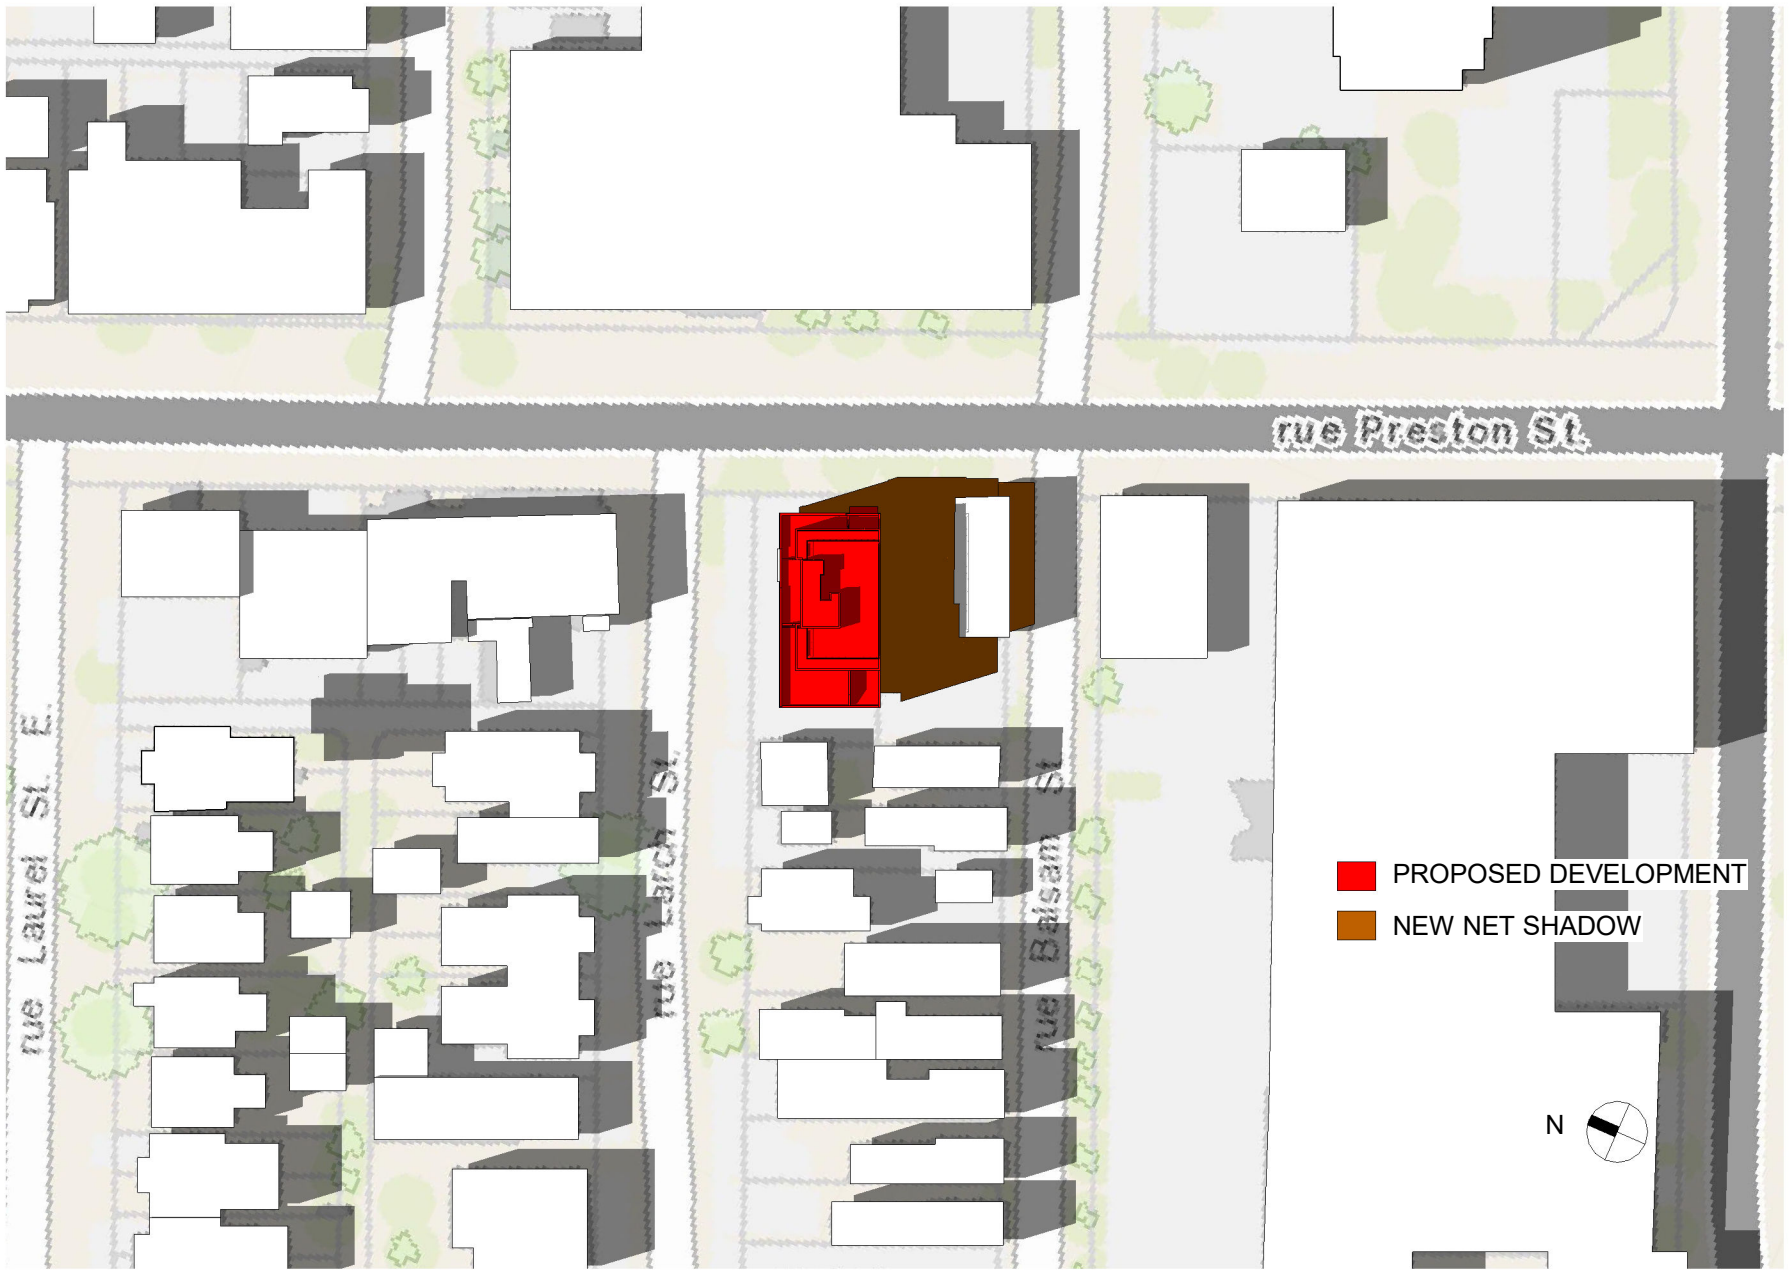 rue Preston St.
rue Laurel St. E.
rue Larch St.
rue Balsam St.
PROPOSED DEVELOPMENT
NEW NET SHADOW
N